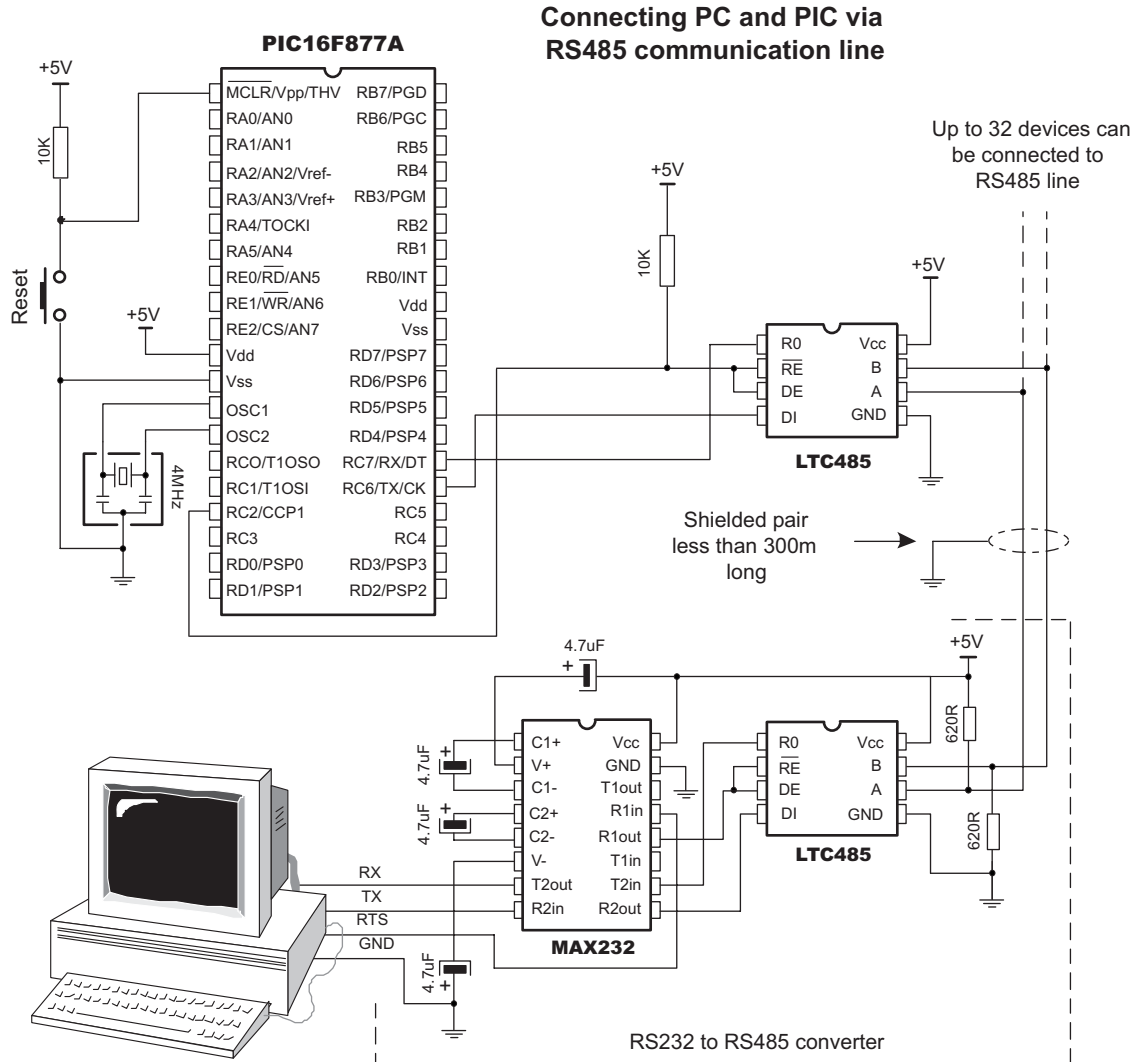 Connecting PC and PIC via
RS485 communication line
PIC16F877A
+5V
10K
Reset
+5V
4MHz
MCLR/Vpp/THV
RA0/AN0
RA1/AN1
RA2/AN2/Vref-
RA3/AN3/Vref+
RA4/TOCKI
RA5/AN4
RE0/RD/AN5
RE1/WR/AN6
RE2/CS/AN7
Vdd
Vss
OSC1
OSC2
RCO/T1OSO
RC1/T1OSI
RC2/CCP1
RC3
RD0/PSP0
RD1/PSP1
RB7/PGD
RB6/PGC
RB5
RB4
RB3/PGM
RB2
RB1
RB0/INT
Vdd
Vss
RD7/PSP7
RD6/PSP6
RD5/PSP5
RD4/PSP4
RC7/RX/DT
RC6/TX/CK
RC5
RC4
RD3/PSP3
RD2/PSP2
Up to 32 devices can
be connected to
RS485 line
+5V
10K
+5V
R0
RE
DE
DI
Vcc
B
A
GND
LTC485
Shielded pair
less than 300m
long
4.7uF
+
+5V
620R
620R
4.7uF
+
4.7uF
+
4.7uF
+
C1+
V+
C1-
C2+
C2-
V-
T2out
R2in
Vcc
GND
T1out
R1in
R1out
T1in
T2in
R2out
MAX232
R0
RE
DE
DI
Vcc
B
A
GND
LTC485
RX
TX
RTS
GND
RS232 to RS485 converter